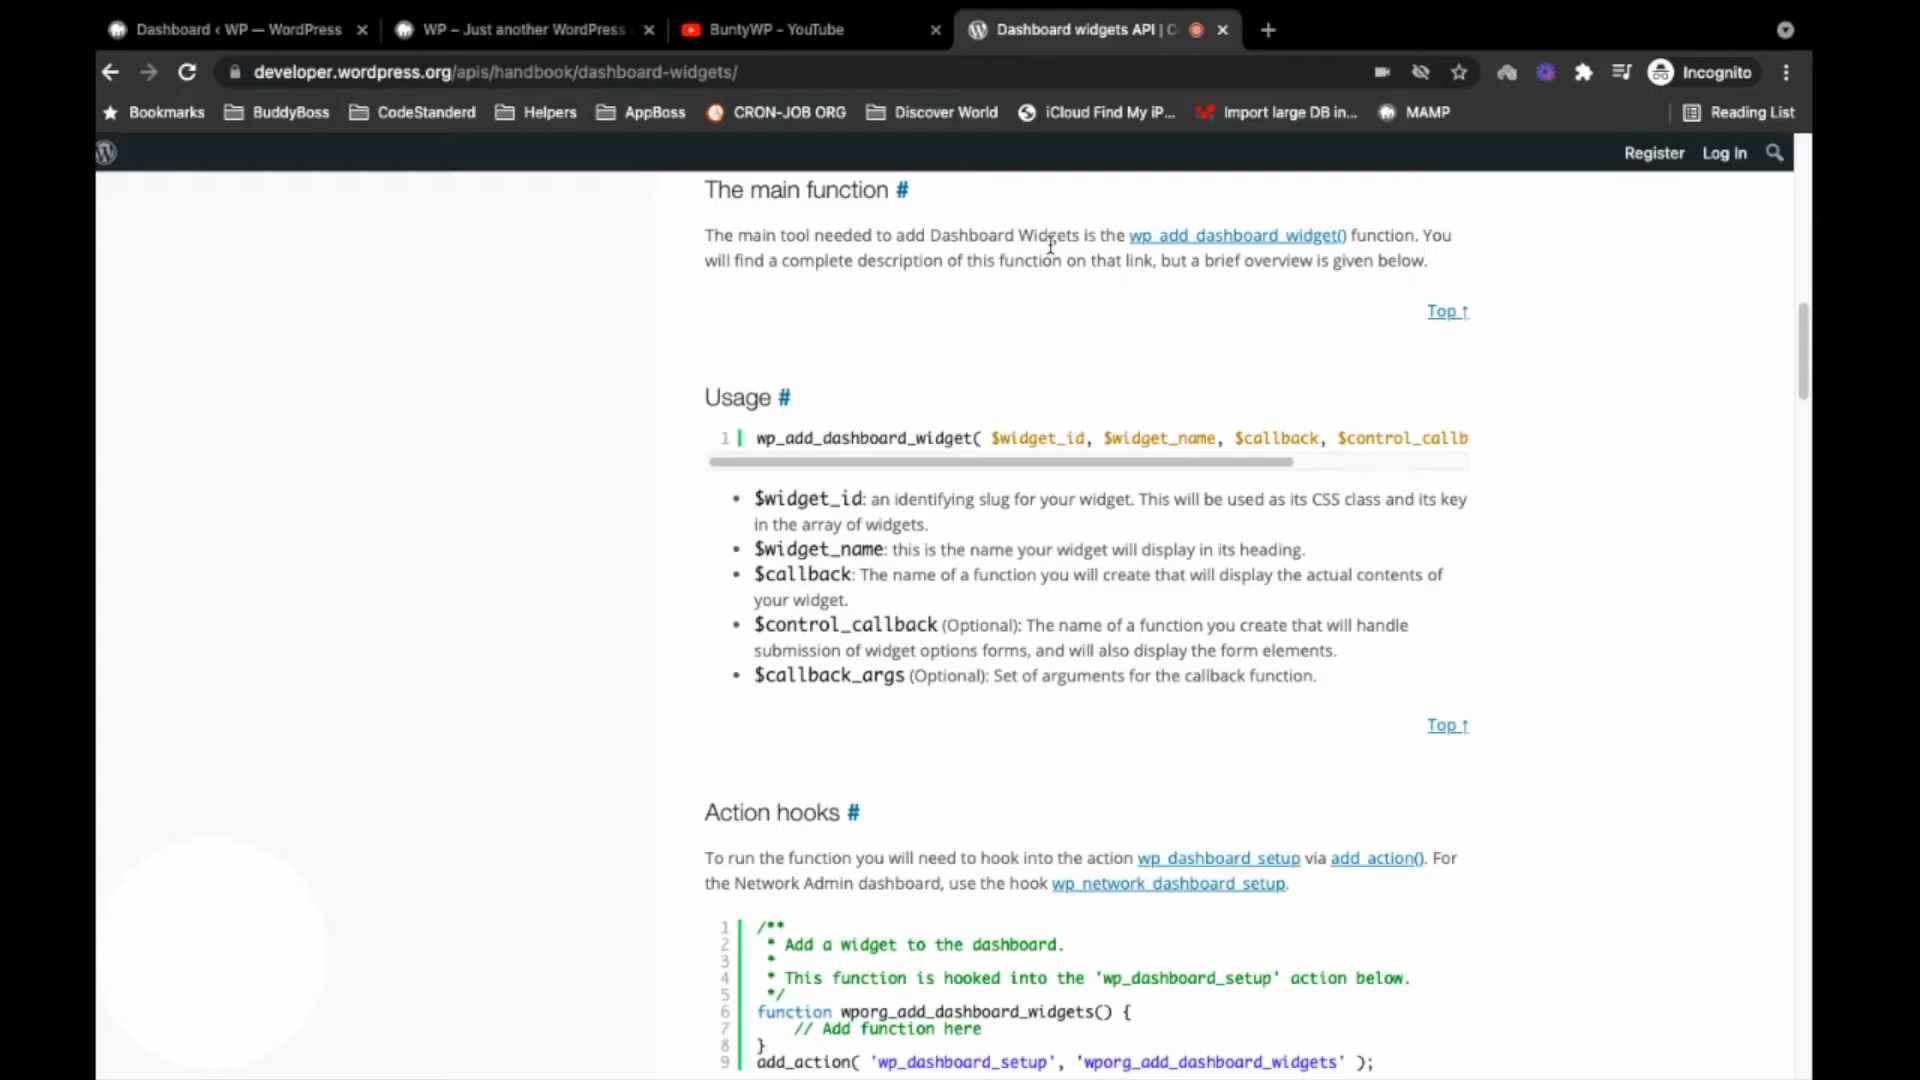 Dashboard ‹ WP — WordPress
WP – Just another WordPress
BuntyWP - YouTube
Dashboard widgets API | C
developer.wordpress.org/apis/handbook/dashboard-widgets/
Incognito
Bookmarks
BuddyBoss
CodeStanderd
Helpers
AppBoss
CRON-JOB ORG
Discover World
iCloud Find My iP...
Import large DB in...
MAMP
Reading List
Register
Log In
The main function #
The main tool needed to add Dashboard Widgets is the wp_add_dashboard_widget() function. You
will find a complete description of this function on that link, but a brief overview is given below.
Top ↑
Usage #
1 wp_add_dashboard_widget( $widget_id, $widget_name, $callback, $control_callb
• $widget_id: an identifying slug for your widget. This will be used as its CSS class and its key
in the array of widgets.
• $widget_name: this is the name your widget will display in its heading.
• $callback: The name of a function you will create that will display the actual contents of
your widget.
• $control_callback (Optional): The name of a function you create that will handle
submission of widget options forms, and will also display the form elements.
• $callback_args (Optional): Set of arguments for the callback function.
Top ↑
Action hooks #
To run the function you will need to hook into the action wp_dashboard_setup via add_action(). For
the Network Admin dashboard, use the hook wp_network_dashboard_setup.
1 /**
2 * Add a widget to the dashboard.
3 *
4 * This function is hooked into the 'wp_dashboard_setup' action below.
5 */
6 function wporg_add_dashboard_widgets() {
7 // Add function here
8 }
9 add_action( 'wp_dashboard_setup', 'wporg_add_dashboard_widgets' );